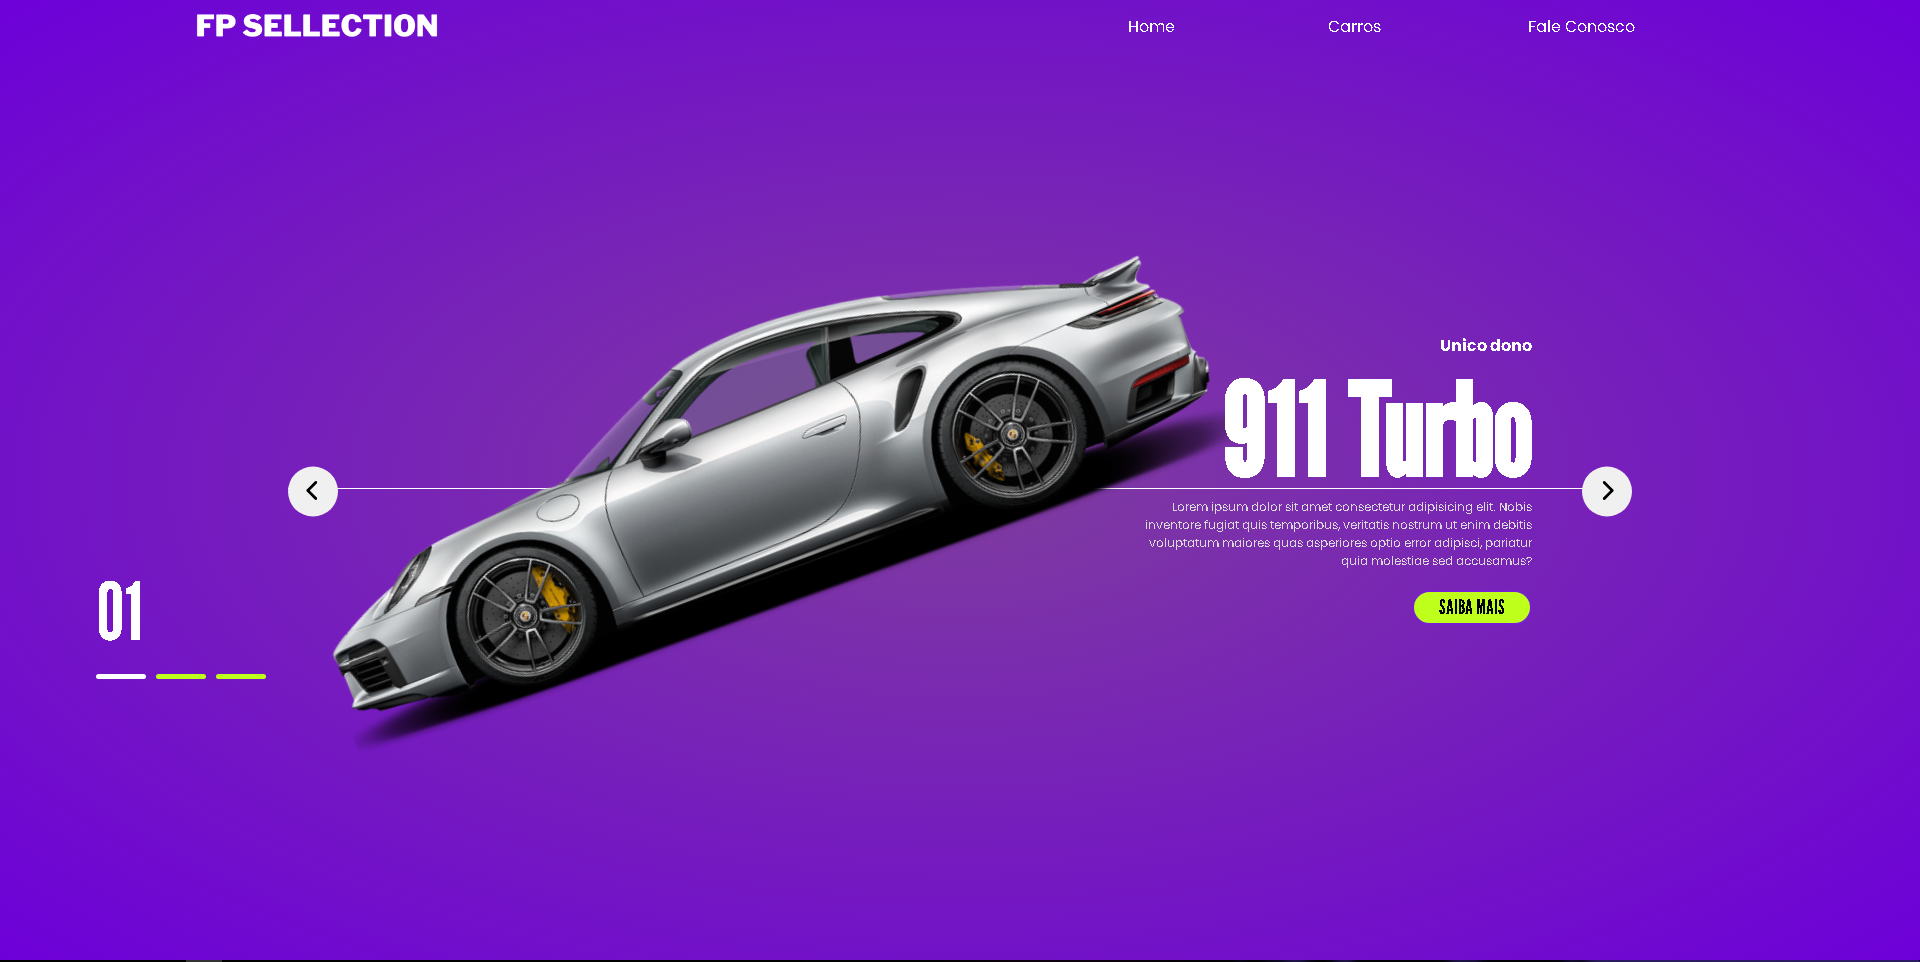 FP SELLECTION
Home
Carros
Fale Conosco
Unico dono
911 Turbo
Lorem ipsum dolor sit amet consectetur adipisicing elit. Nobis
inventore fugiat quis temporibus, veritatis nostrum ut enim debitis
voluptatum maiores quas asperiores optio error adipisci, pariatur
quia molestiae sed accusamus?
SAIBA MAIS
01